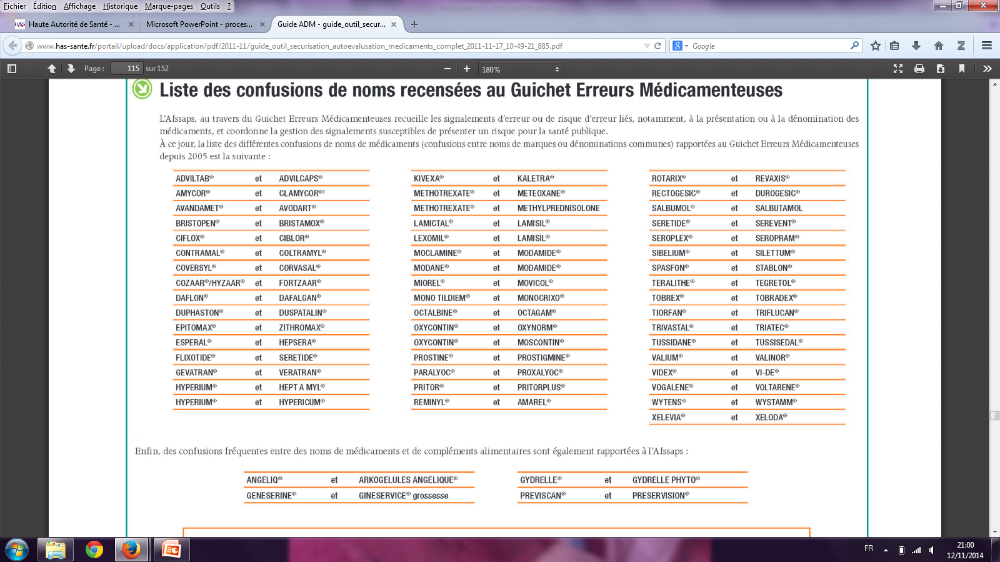 Fichier Édition Affichage Historique Marque-pages Outils ?
HAS Haute Autorité de Santé - ... × Microsoft PowerPoint - proces... × Guide ADM - guide_outil_secur... × +
www.has-sante.fr/portail/upload/docs/application/pdf/2011-11/guide_outil_securisation_autoevalusation_medicaments_complet_2011-11-17_10-49-21_885.pdf Google
Page : 115 sur 152 180%
Liste des confusions de noms recensées au Guichet Erreurs Médicamenteuses
L'Afssaps, au travers du Guichet Erreurs Médicamenteuses recueille les signalements d'erreur ou de risque d'erreur liés, notamment, à la présentation ou à la dénomination des
médicaments, et coordonne la gestion des signalements susceptibles de présenter un risque pour la santé publique.
À ce jour, la liste des différentes confusions de noms de médicaments (confusions entre noms de marques ou dénominations communes) rapportées au Guichet Erreurs Médicamenteuses
depuis 2005 est la suivante :
ADVILTAB® et ADVILCAPS®
AMYCOR® et CLAMYCOR®1
AVANDAMET® et AVODART®
BRISTOPEN® et BRISTAMOX®
CIFLOX® et CIBLOR®
CONTRAMAL® et COLTRAMYL®
COVERSYL® et CORVASAL®
COZAAR®/HYZAAR® et FORTZAAR®
DAFLON® et DAFALGAN®
DUPHASTON® et DUSPATALIN®
EPITOMAX® et ZITHROMAX®
ESPERAL® et HEPSERA®
FLIXOTIDE® et SERETIDE®
GEVATRAN® et VERATRAN®
HYPERIUM® et HEPT A MYL®
HYPERIUM® et HYPERICUM®
KIVEXA® et KALETRA®
METHOTREXATE® et METEOXANE®
METHOTREXATE® et METHYLPREDNISOLONE
LAMICTAL® et LAMISIL®
LEXOMIL® et LAMISIL®
MOCLAMINE® et MODAMIDE®
MODANE® et MODAMIDE®
MIOREL® et MOVICOL®
MONO TILDIEM® et MONOCRIXO®
OCTALBINE® et OCTAGAM®
OXYCONTIN® et OXYNORM®
OXYCONTIN® et MOSCONTIN®
PROSTINE® et PROSTIGMINE®
PARALYOC® et PROXALYOC®
PRITOR® et PRITORPLUS®
REMINYL® et AMAREL®
ROTARIX® et REVAXIS®
RECTOGESIC® et DUROGESIC®
SALBUMOL® et SALBUTAMOL
SERETIDE® et SEREVENT®
SEROPLEX® et SEROPRAM®
SIBELIUM® et SILETTUM®
SPASFON® et STABLON®
TERALITHE® et TEGRETOL®
TOBREX® et TOBRADEX®
TIORFAN® et TRIFLUCAN®
TRIVASTAL® et TRIATEC®
TUSSIDANE® et TUSSISEDAL®
VALIUM® et VALINOR®
VIDEX® et VI-DE®
VOGALENE® et VOLTARENE®
WYTENS® et WYSTAMM®
XELEVIA® et XELODA®
Enfin, des confusions fréquentes entre des noms de médicaments et de compléments alimentaires sont également rapportées à l'Afssaps :
ANGELIQ® et ARKOGELULES ANGELIQUE®
GENESERINE® et GINESERVICE® grossesse
GYDRELLE® et GYDRELLE PHYTO®
PREVISCAN® et PRESERVISION®
FR 21:00
12/11/2014